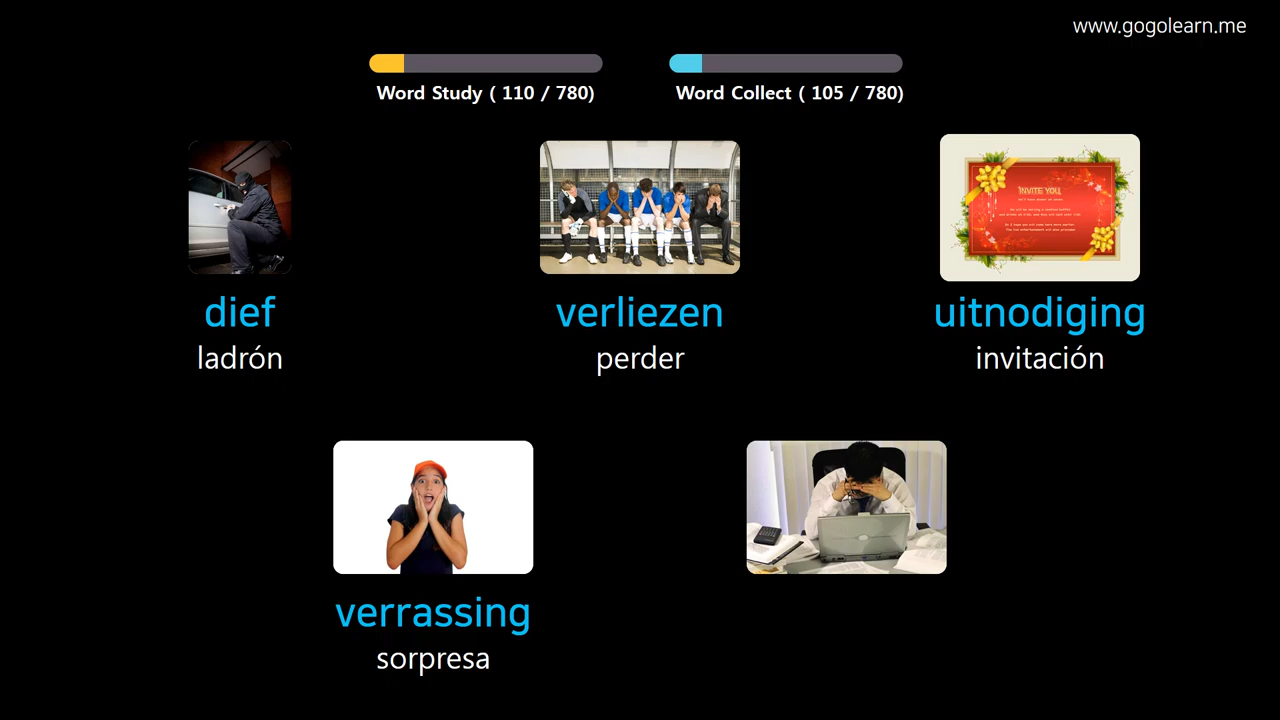 www.gogolearn.me
Word Study ( 110 / 780)
Word Collect ( 105 / 780)
INVITE YOU
dief
verliezen
uitnodiging
ladrón
perder
invitación
verrassing
sorpresa